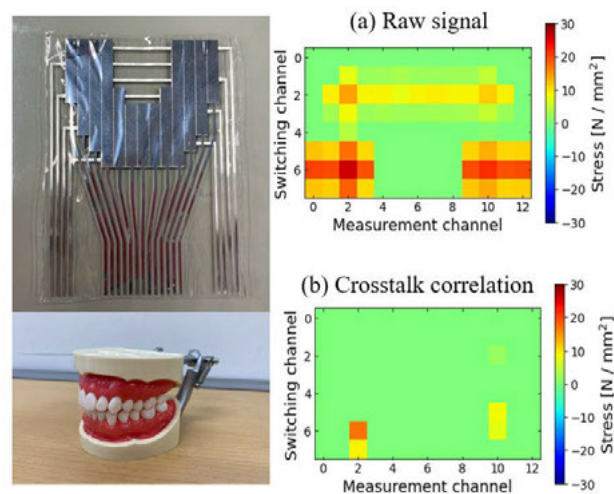 (a) Raw signal
0
2
4
6
Switching channel
0 2 4 6 8 10 12
Measurement channel
30
20
10
0
−10
−20
−30
Stress [N / mm²]
(b) Crosstalk correlation
0
2
4
6
Switching channel
0 2 4 6 8 10 12
Measurement channel
30
20
10
0
−10
−20
−30
Stress [N / mm²]